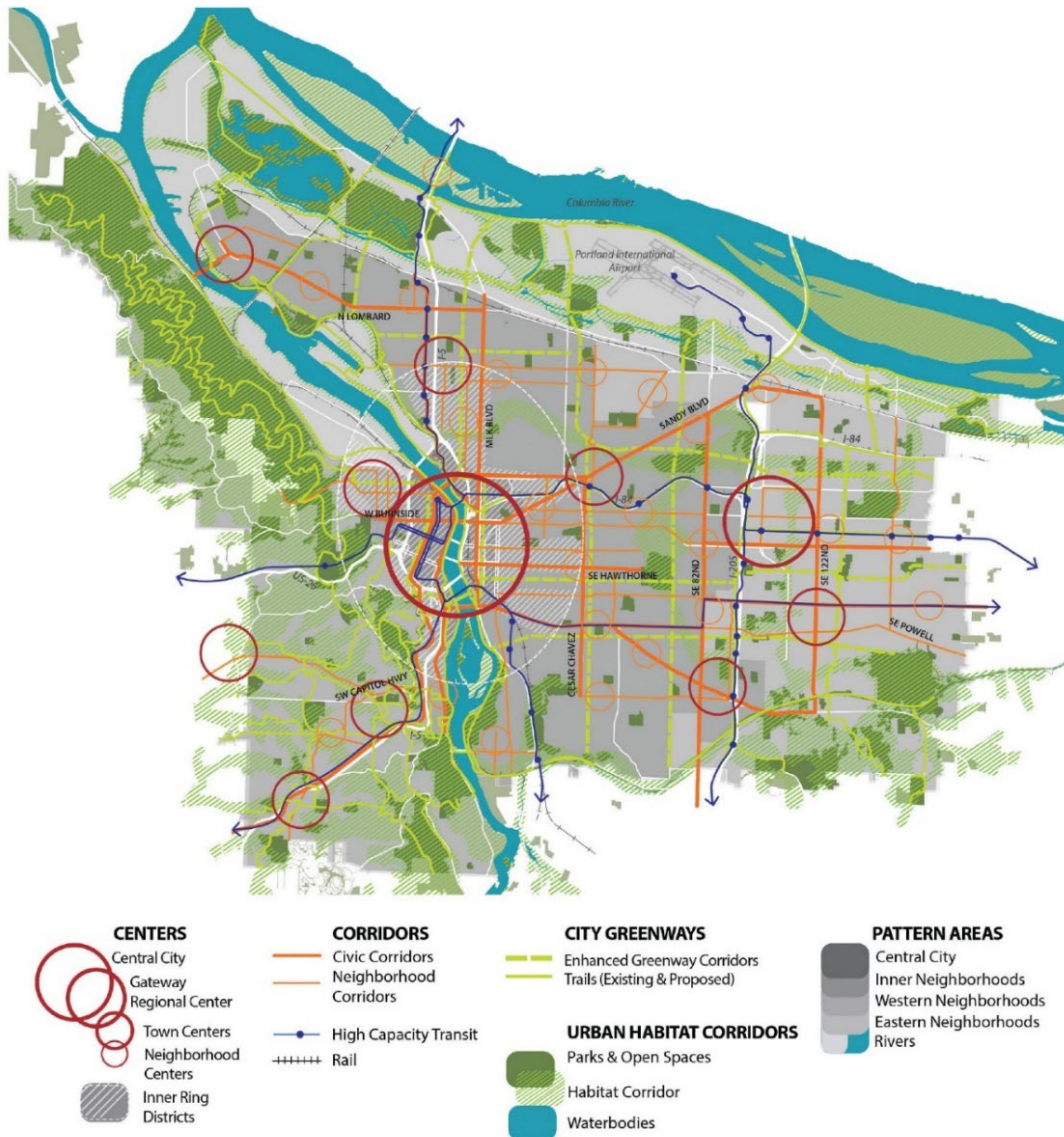 Columbia River
Portland International
Airport
N LOMBARD
I-5
MLK BLVD
SANDY BLVD
I-84
I-84
W BURNSIDE
US-26
SE HAWTHORNE
SE 82ND
I-205
SE 122ND
CESAR CHAVEZ
SE POWELL
SW CAPITOL HWY
I-5
CENTERS
Central City
Gateway
Regional Center
Town Centers
Neighborhood
Centers
Inner Ring
Districts
CORRIDORS
Civic Corridors
Neighborhood
Corridors
High Capacity Transit
Rail
CITY GREENWAYS
Enhanced Greenway Corridors
Trails (Existing & Proposed)
URBAN HABITAT CORRIDORS
Parks & Open Spaces
Habitat Corridor
Waterbodies
PATTERN AREAS
Central City
Inner Neighborhoods
Western Neighborhoods
Eastern Neighborhoods
Rivers